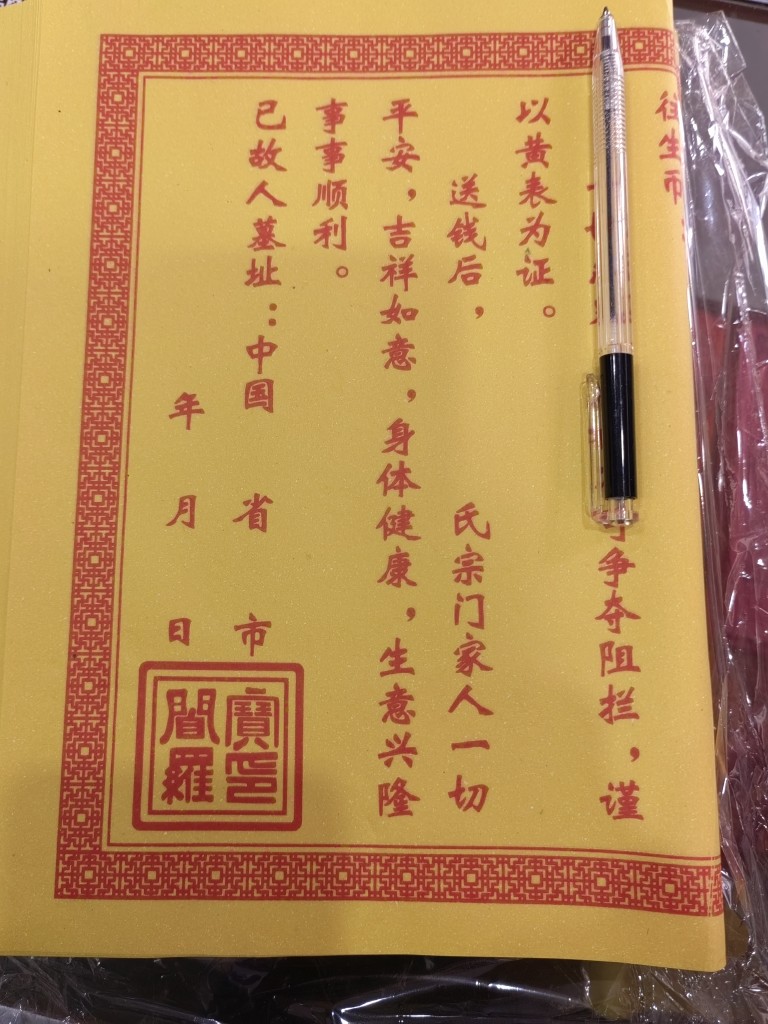 往生币：
争夺阻拦，谨
以黄表为证。
送钱后， 氏宗门家人一切
平安，吉祥如意，身体健康，生意兴隆
事事顺利。
已故人墓址：中国 省 市
年 月 日
寶印
閻羅